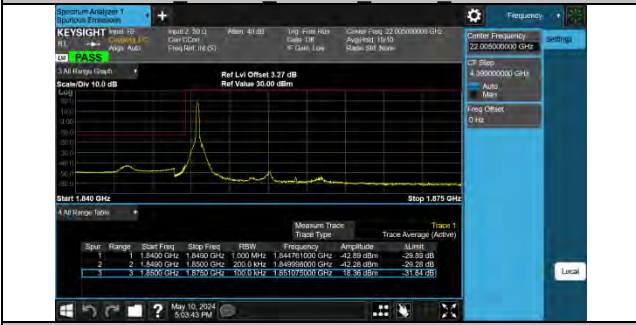 Spectrum Analyzer 1
Spurious Emissions
Frequency
KEYSIGHT Input: RF
Input Z: 50 Ω
Atten: 40 dB
Trig: Free Run
Center Freq: 22.005000000 GHz
Corr CCorr
Gate: Off
Avg|Hold: 10/10
Align: Auto
Freq Ref: Int (S)
IF Gain: Low
Radio Std: None
PASS
Center Frequency
22.005000000 GHz
Settings
CF Step
4.399000000 GHz
Auto
Man
Freq Offset
0 Hz
3 All Range Graph
Ref Lvl Offset 3.27 dB
Scale/Div 10.0 dB
Ref Value 30.00 dBm
Log
Start 1.840 GHz
Stop 1.875 GHz
4 All Range Table
Measure Trace
Trace 1
Trace Type
Trace Average (Active)
Spur Range Start Freq Stop Freq RBW Frequency Amplitude ΔLimit
1 1 1.8400 GHz 1.8490 GHz 1.000 MHz 1.844761000 GHz -42.89 dBm -29.89 dB
2 2 1.8490 GHz 1.8500 GHz 200.0 kHz 1.849998000 GHz -42.28 dBm -29.28 dB
3 3 1.8500 GHz 1.8750 GHz 100.0 kHz 1.851075000 GHz 18.36 dBm -31.64 dB
Local
May 10, 2024
5:03:43 PM